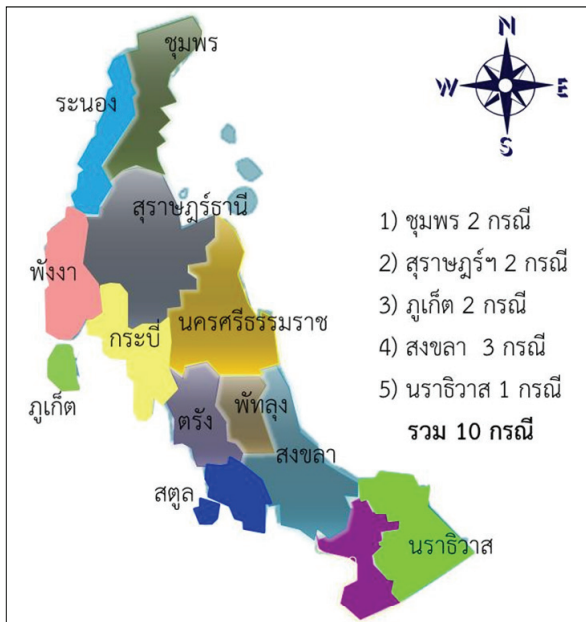 N
W E
S
ชุมพร
ระนอง
สุราษฎร์ธานี
พังงา
กระบี่
นครศรีธรรมราช
ภูเก็ต
ตรัง
พัทลุง
สงขลา
สตูล
นราธิวาส
1) ชุมพร 2 กรณี
2) สุราษฎร์ฯ 2 กรณี
3) ภูเก็ต 2 กรณี
4) สงขลา 3 กรณี
5) นราธิวาส 1 กรณี
รวม 10 กรณี